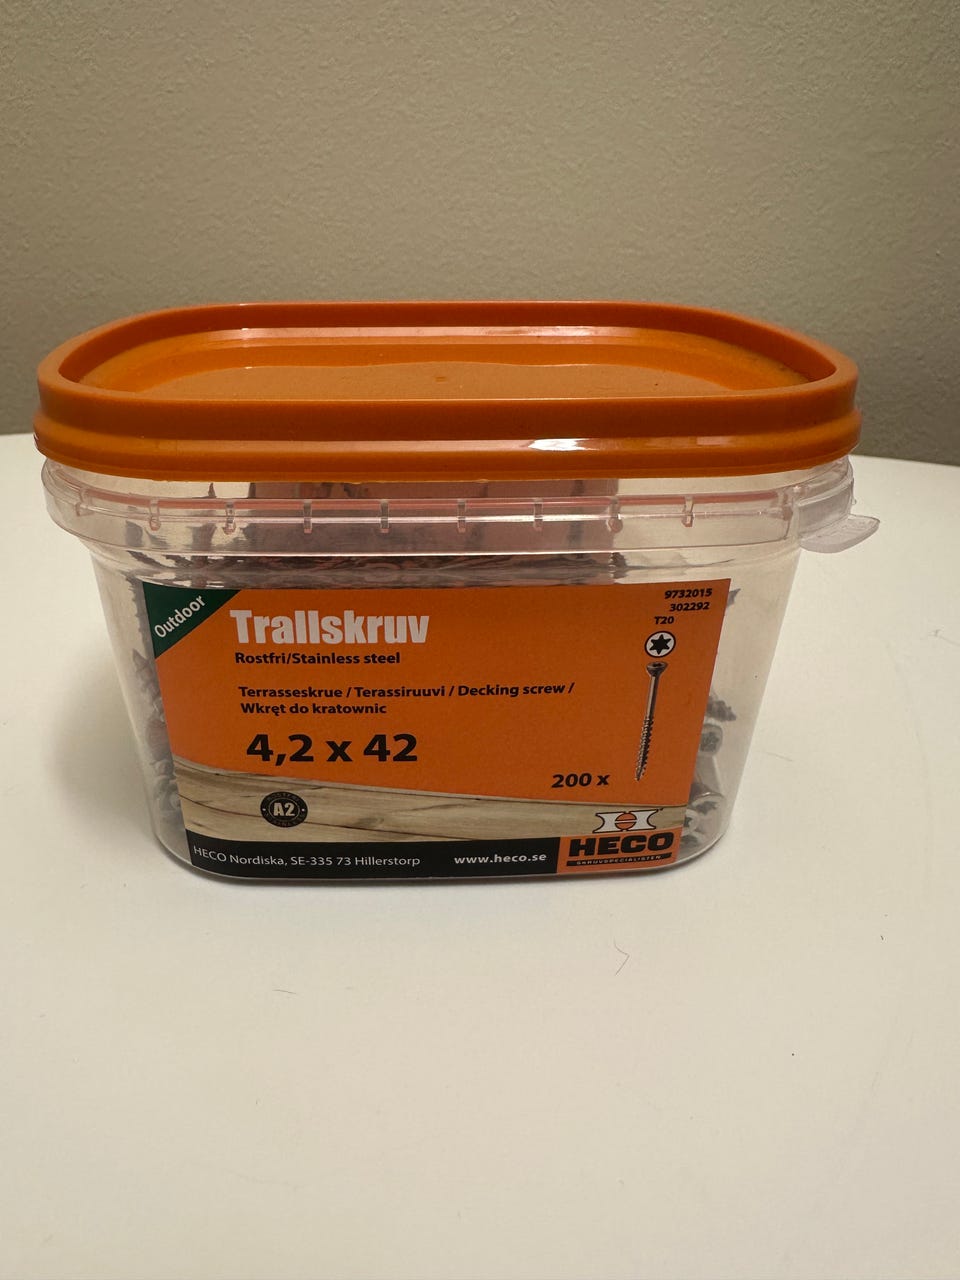 Outdoor
Trallskruv
Rostfri/Stainless steel
Terrasseskrue / Terassiruuvi / Decking screw /
Wkręt do kratownic
4,2 x 42
9732015
302292
T20
200 x
A2
HECO Nordiska, SE-335 73 Hillerstorp
www.heco.se
HECO
SKRUVSPECIALISTEN